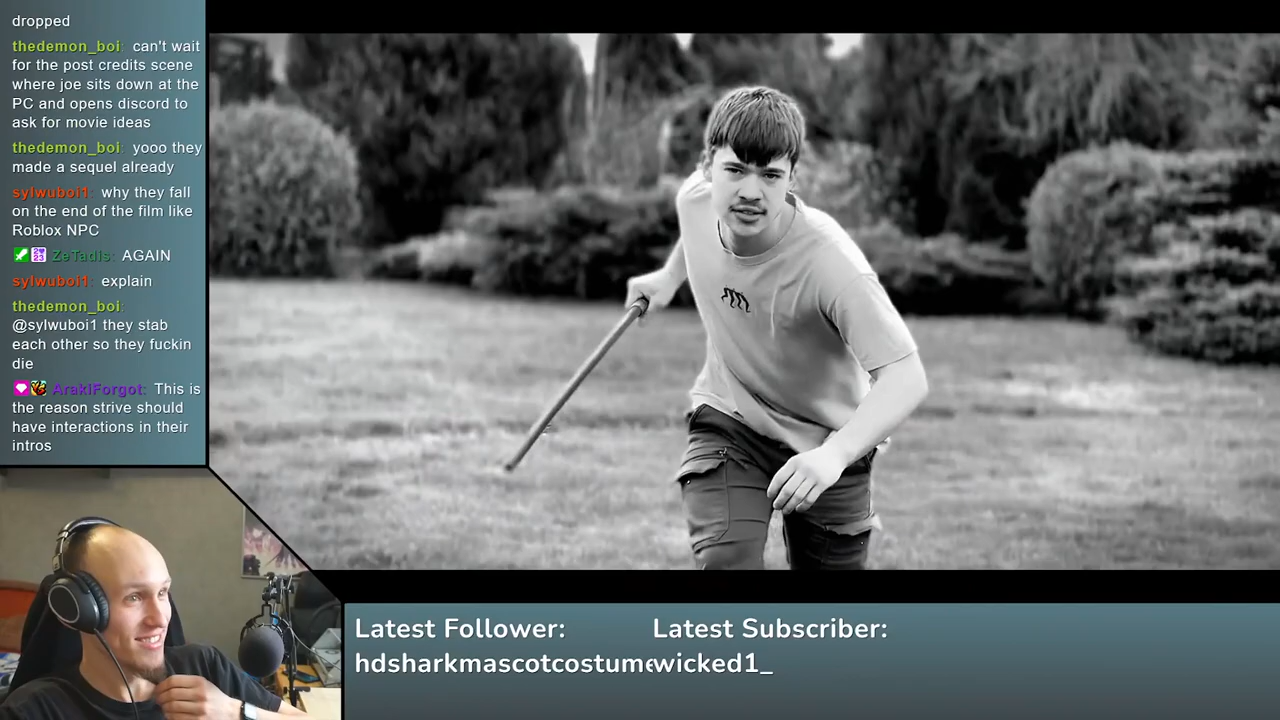 dropped
thedemon_boi: can't wait
for the post credits scene
where joe sits down at the
PC and opens discord to
ask for movie ideas
thedemon_boi: yooo they
made a sequel already
sylwuboi1: why they fall
on the end of the film like
Roblox NPC
ZeTadis: AGAIN
sylwuboi1: explain
thedemon_boi:
@sylwuboi1 they stab
each other so they fuckin
die
ArakIForgot: This is
the reason strive should
have interactions in their
intros
Latest Follower:
hdsharkmascotcostume
Latest Subscriber:
wicked1_